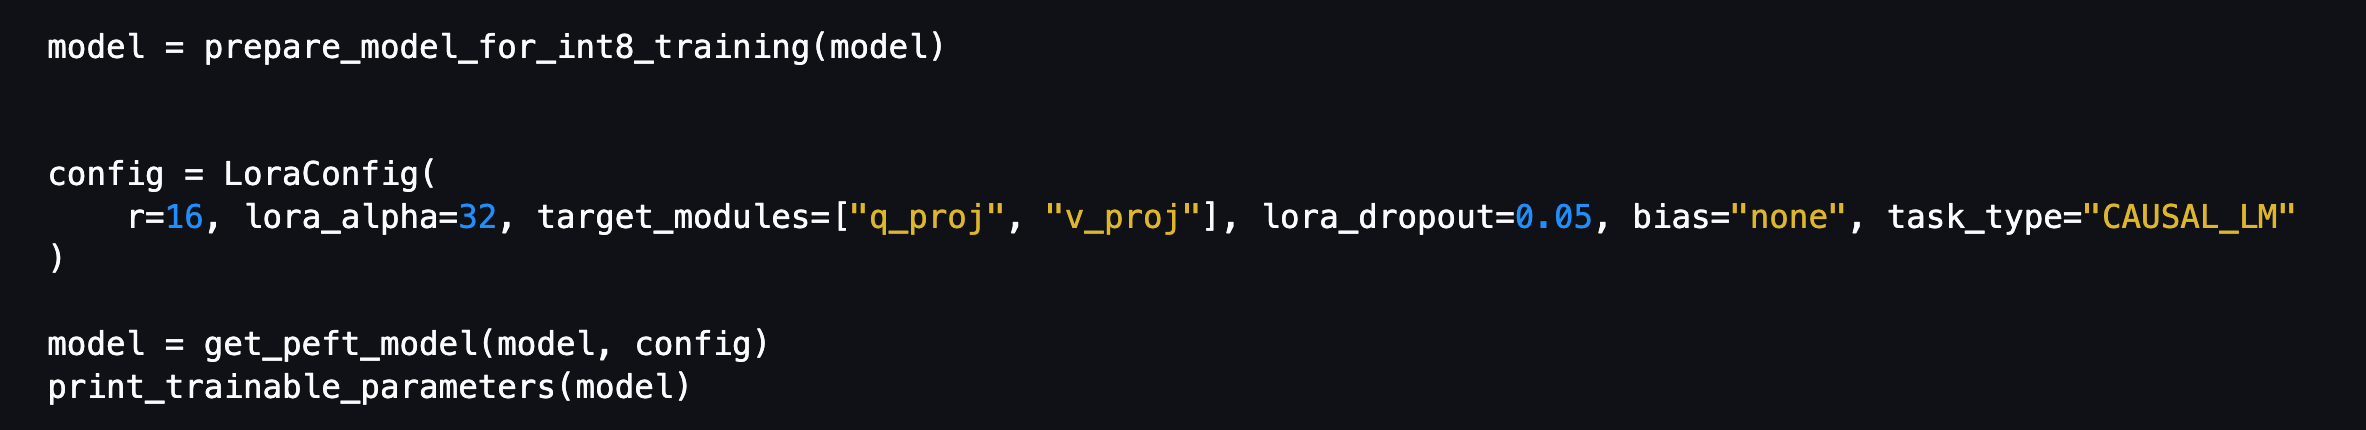 model = prepare_model_for_int8_training(model)
config = LoraConfig(
    r=16, lora_alpha=32, target_modules=["q_proj", "v_proj"], lora_dropout=0.05, bias="none", task_type="CAUSAL_LM"
)
model = get_peft_model(model, config)
print_trainable_parameters(model)